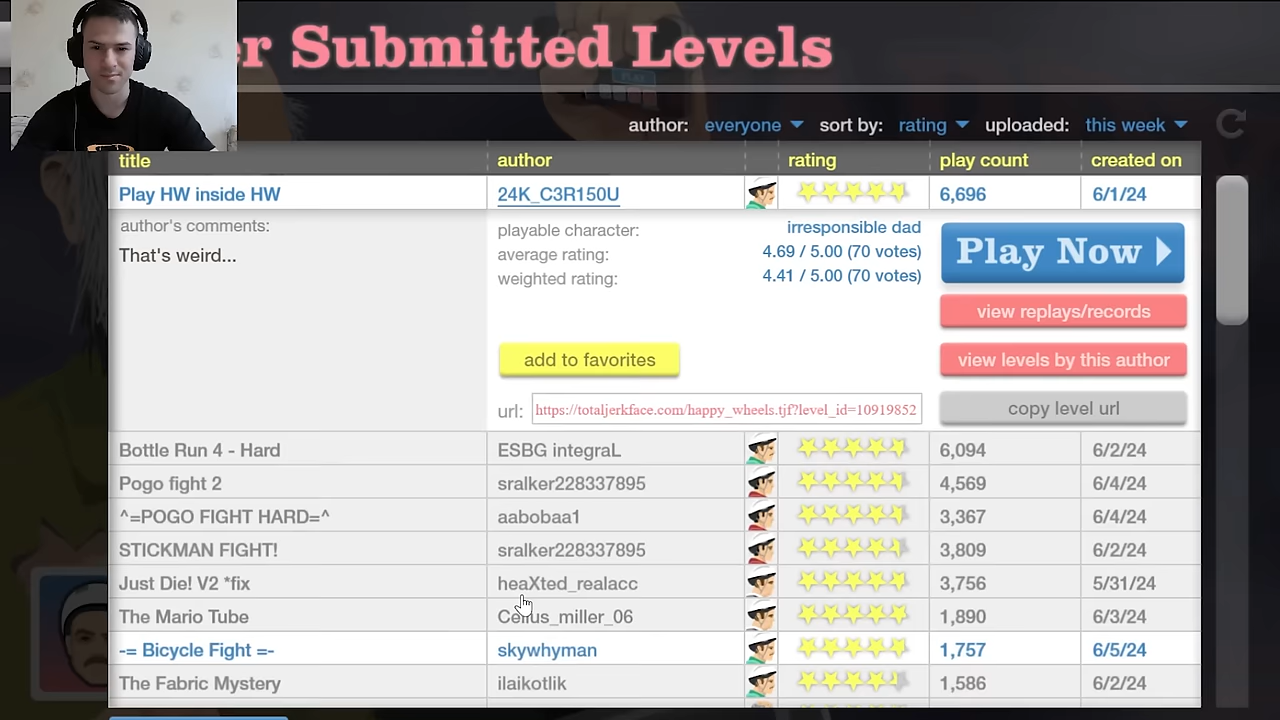 er Submitted Levels
author: everyone sort by: rating uploaded: this week
title author rating play count created on
Play HW inside HW 24K_C3R150U 6,696 6/1/24
author's comments:
That's weird...
playable character: irresponsible dad
average rating: 4.69 / 5.00 (70 votes)
weighted rating: 4.41 / 5.00 (70 votes)
Play Now
view replays/records
add to favorites
view levels by this author
url: https://totaljerkface.com/happy_wheels.tjf?level_id=10919852
copy level url
Bottle Run 4 - Hard ESBG integraL 6,094 6/2/24
Pogo fight 2 sralker228337895 4,569 6/4/24
^=POGO FIGHT HARD=^ aabobaa1 3,367 6/4/24
STICKMAN FIGHT! sralker228337895 3,809 6/2/24
Just Die! V2 *fix heaXted_realacc 3,756 5/31/24
The Mario Tube Celius_miller_06 1,890 6/3/24
-= Bicycle Fight =- skywhyman 1,757 6/5/24
The Fabric Mystery ilaikotlik 1,586 6/2/24